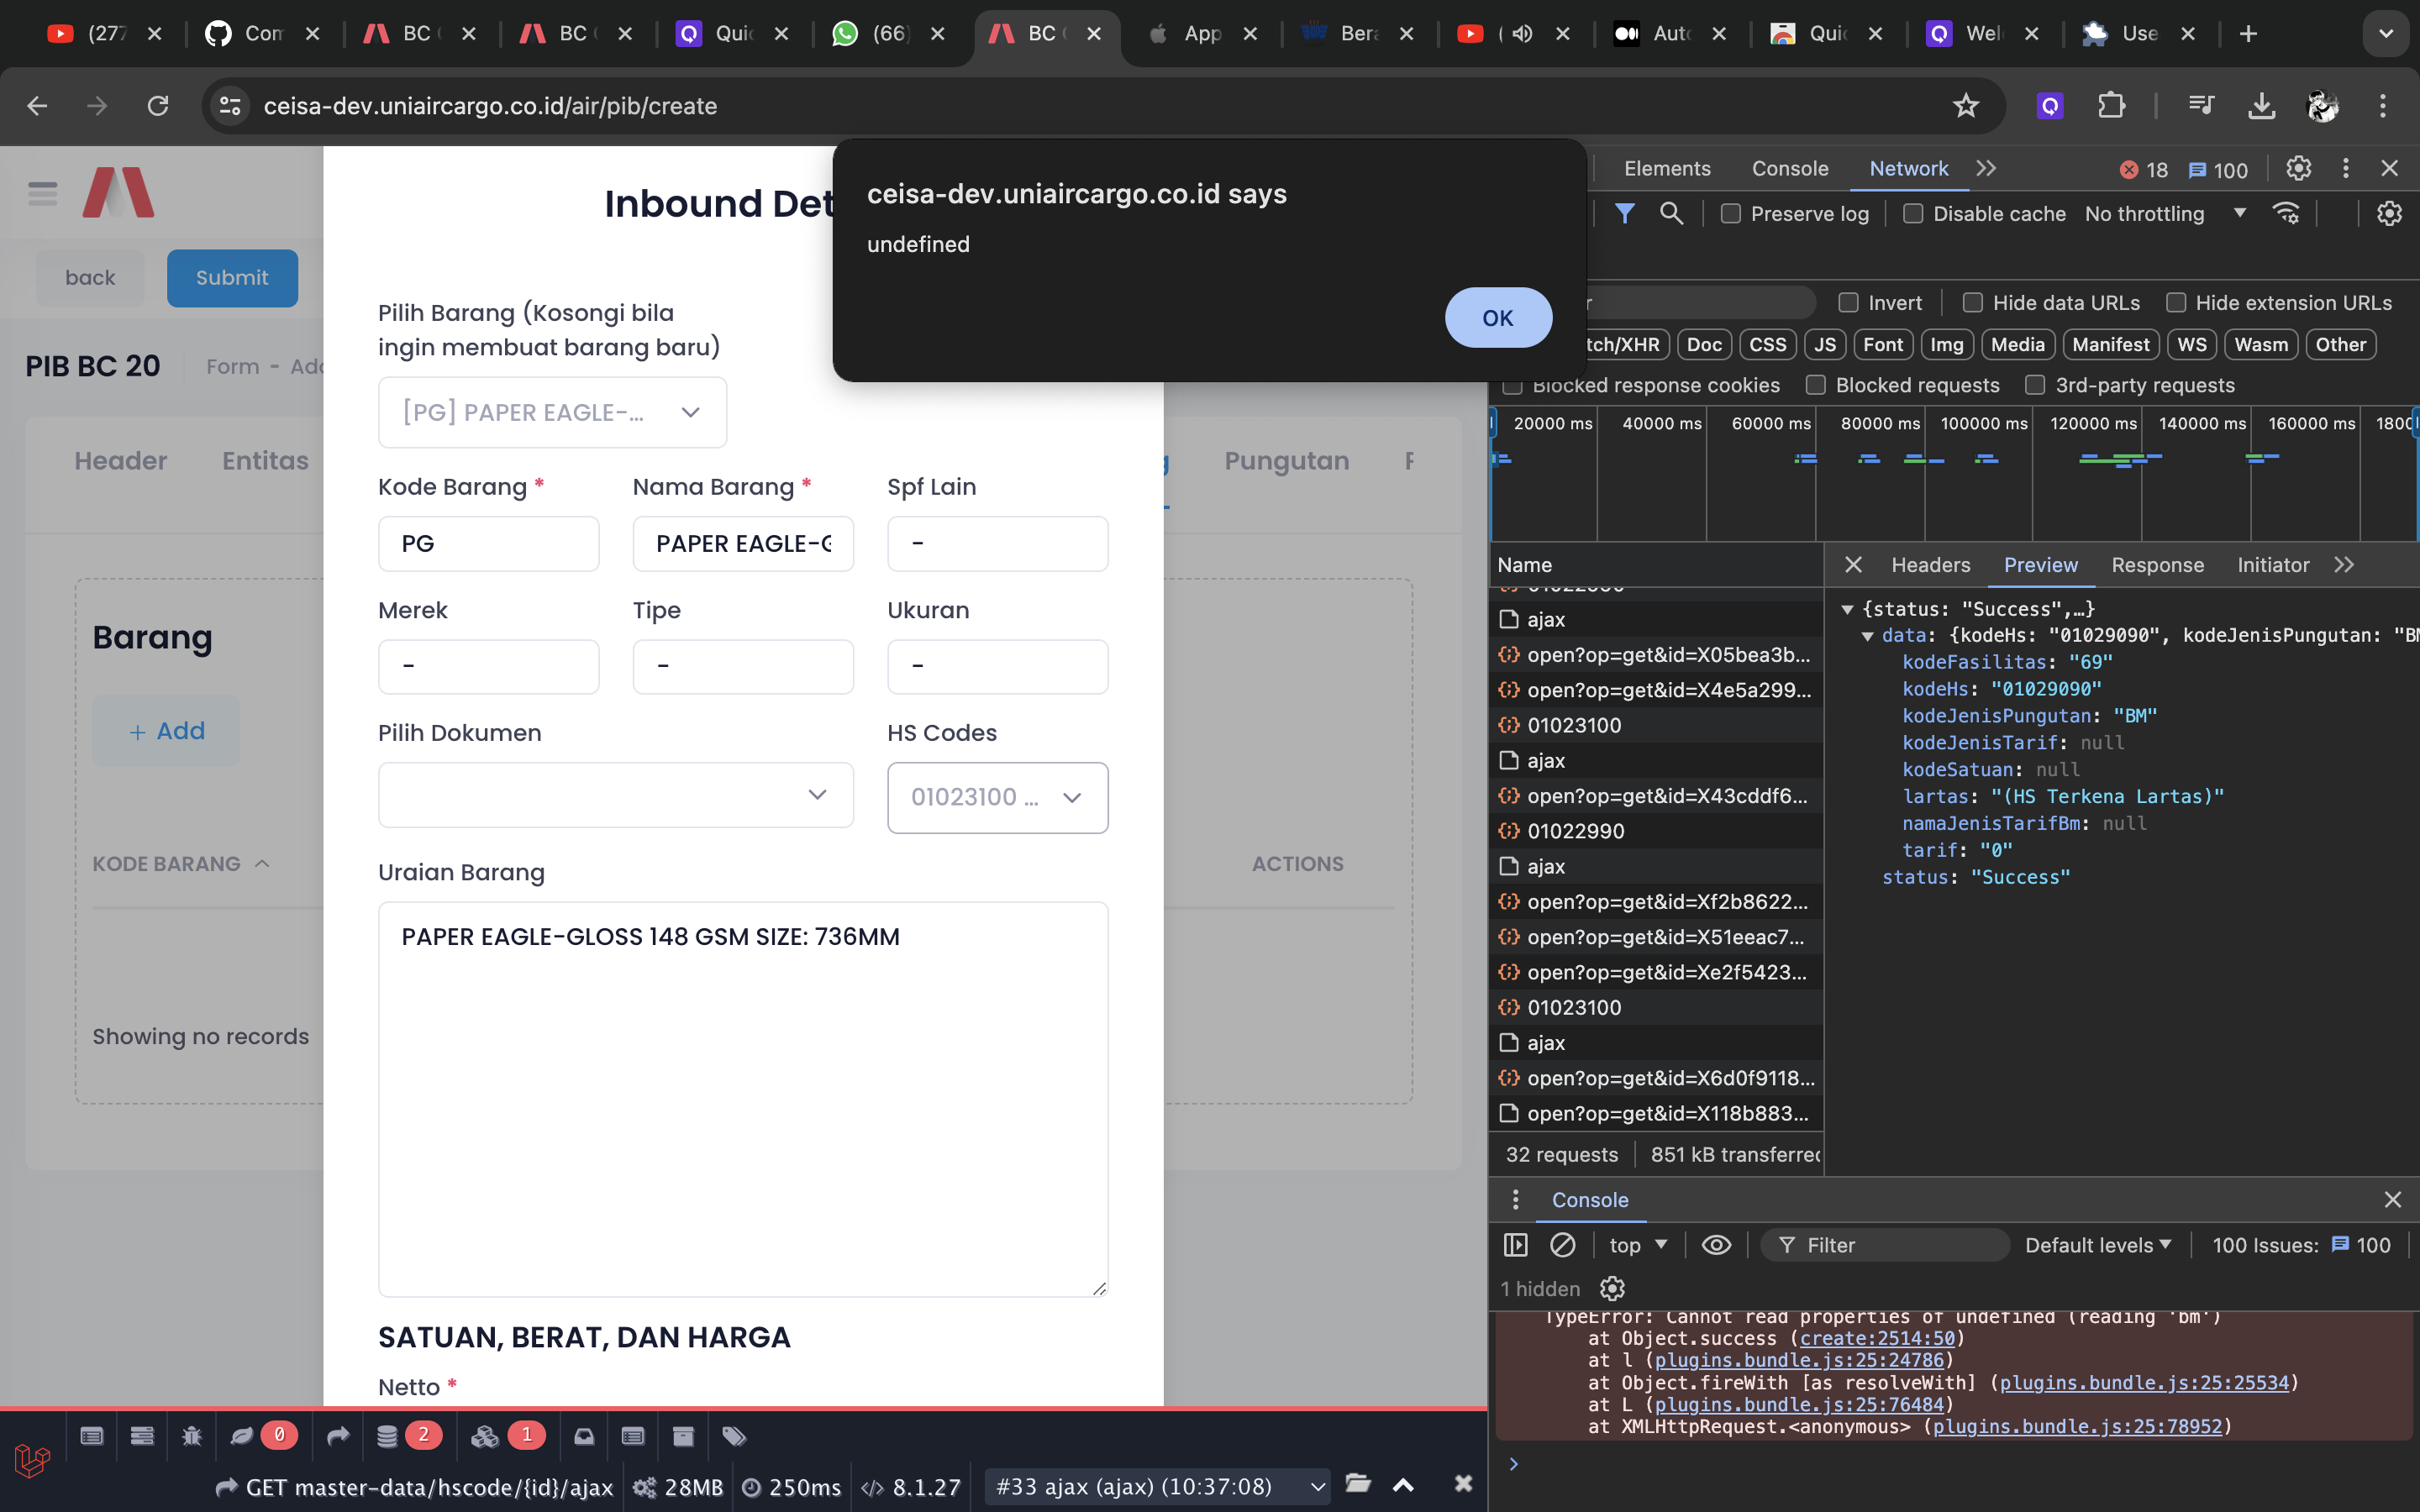 (277
Com
BC
BC
Quic
(66)
BC
App
Bera
Auto
Quic
Wel
Use
ceisa-dev.uniaircargo.co.id/air/pib/create
ceisa-dev.uniaircargo.co.id says
undefined
OK
back
Submit
PIB BC 20
Form - Add
Header
Entitas
Pungutan
Barang
+ Add
KODE BARANG
ACTIONS
Showing no records
Inbound Det
Pilih Barang (Kosongi bila
ingin membuat barang baru)
[PG] PAPER EAGLE-...
Kode Barang *
Nama Barang *
Spf Lain
PG
PAPER EAGLE-G
-
Merek
Tipe
Ukuran
-
-
-
Pilih Dokumen
HS Codes
01023100 ...
Uraian Barang
PAPER EAGLE-GLOSS 148 GSM SIZE: 736MM
SATUAN, BERAT, DAN HARGA
Netto *
0
2
1
GET master-data/hscode/{id}/ajax
28MB
250ms
8.1.27
#33 ajax (ajax) (10:37:08)
Elements
Console
Network
18
100
Preserve log
Disable cache
No throttling
Invert
Hide data URLs
Hide extension URLs
tch/XHR
Doc
CSS
JS
Font
Img
Media
Manifest
WS
Wasm
Other
Blocked response cookies
Blocked requests
3rd-party requests
20000 ms
40000 ms
60000 ms
80000 ms
100000 ms
120000 ms
140000 ms
160000 ms
1800
Name
ajax
open?op=get&id=X05bea3b...
open?op=get&id=X4e5a299...
01023100
ajax
open?op=get&id=X43cddf6...
01022990
ajax
open?op=get&id=Xf2b8622...
open?op=get&id=X51eeac7...
open?op=get&id=Xe2f5423...
01023100
ajax
open?op=get&id=X6d0f9118...
open?op=get&id=X118b883...
32 requests
851 kB transferred
Headers
Preview
Response
Initiator
{status: "Success",…}
data: {kodeHs: "01029090", kodeJenisPungutan: "BM
kodeFasilitas: "69"
kodeHs: "01029090"
kodeJenisPungutan: "BM"
kodeJenisTarif: null
kodeSatuan: null
lartas: "(HS Terkena Lartas)"
namaJenisTarifBm: null
tarif: "0"
status: "Success"
Console
top
Filter
Default levels
100 Issues:
100
1 hidden
TypeError: Cannot read properties of undefined (reading 'bm')
at Object.success (create:2514:50)
at l (plugins.bundle.js:25:24786)
at Object.fireWith [as resolveWith] (plugins.bundle.js:25:25534)
at L (plugins.bundle.js:25:76484)
at XMLHttpRequest.<anonymous> (plugins.bundle.js:25:78952)